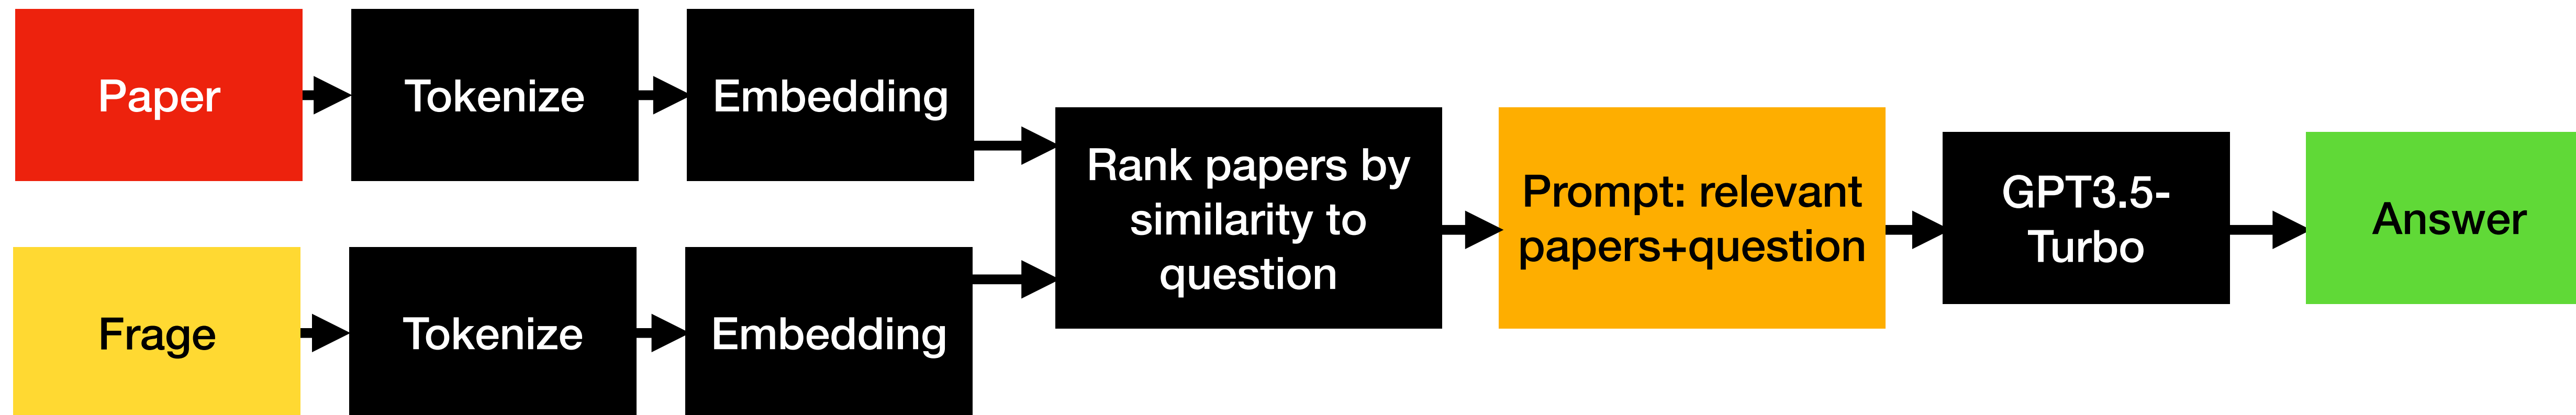 Paper
Tokenize
Embedding
Frage
Tokenize
Embedding
Rank papers by
similarity to
question
Prompt: relevant
papers+question
GPT3.5-
Turbo
Answer